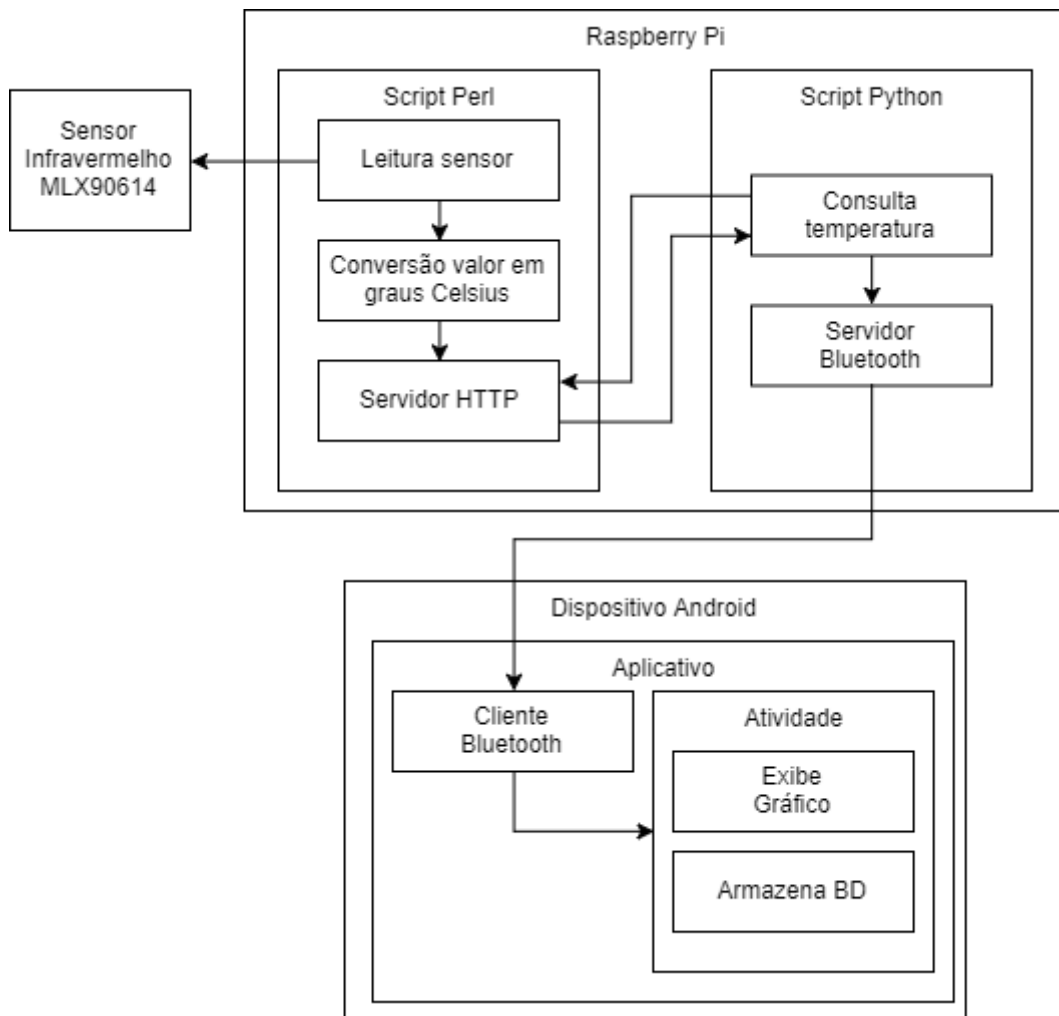 Raspberry Pi
Script Perl
Script Python
Sensor
Infravermelho
MLX90614
Leitura sensor
Conversão valor em
graus Celsius
Servidor HTTP
Consulta
temperatura
Servidor
Bluetooth
Dispositivo Android
Aplicativo
Cliente
Bluetooth
Atividade
Exibe
Gráfico
Armazena BD